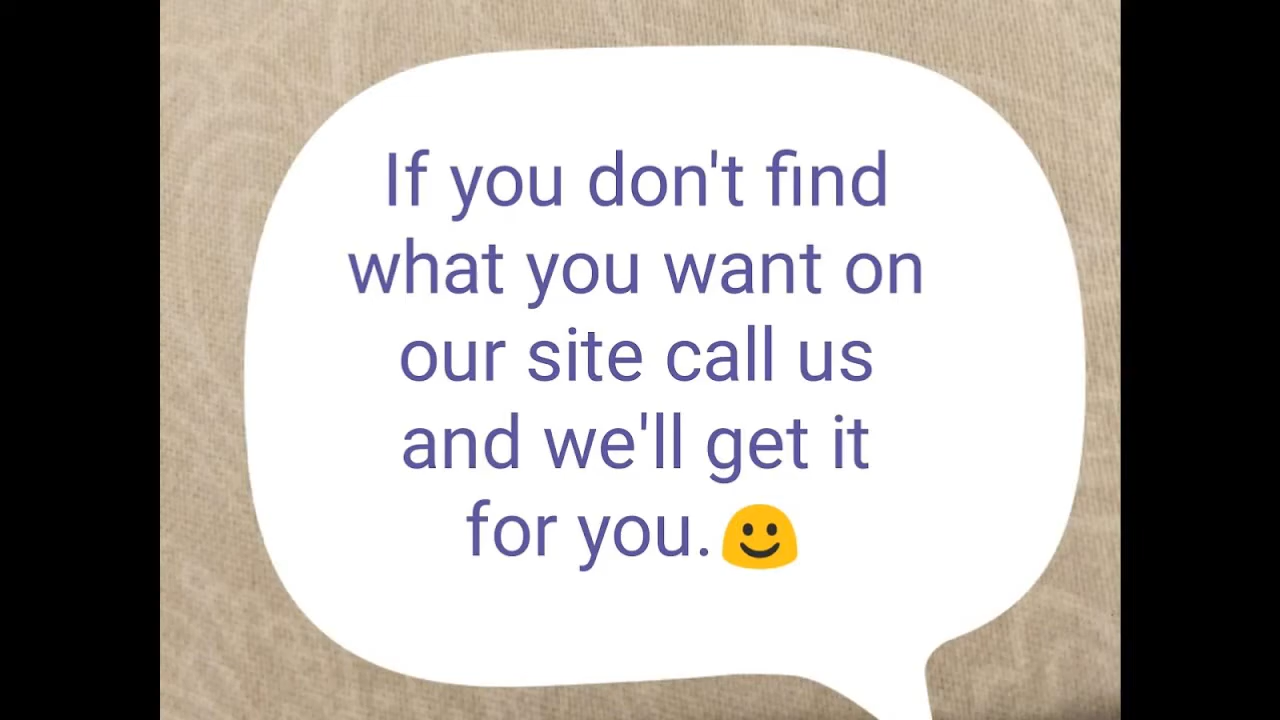 If you don't find
what you want on
our site call us
and we'll get it
for you.🙂